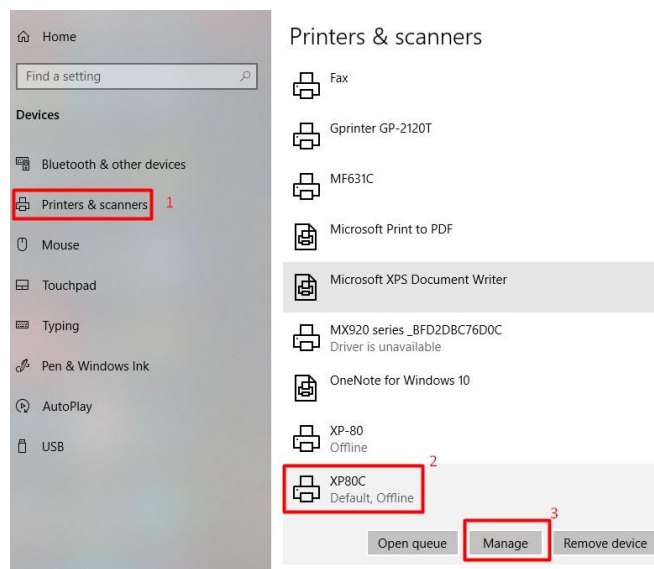 Home
Find a setting
Devices
Bluetooth & other devices
Printers & scanners 1
Mouse
Touchpad
Typing
Pen & Windows Ink
AutoPlay
USB
Printers & scanners
Fax
Gprinter GP-2120T
MF631C
Microsoft Print to PDF
Microsoft XPS Document Writer
MX920 series _BFD2DBC76D0C
Driver is unavailable
OneNote for Windows 10
XP-80
Offline
2
XP80C
Default, Offline
3
Open queue Manage Remove device